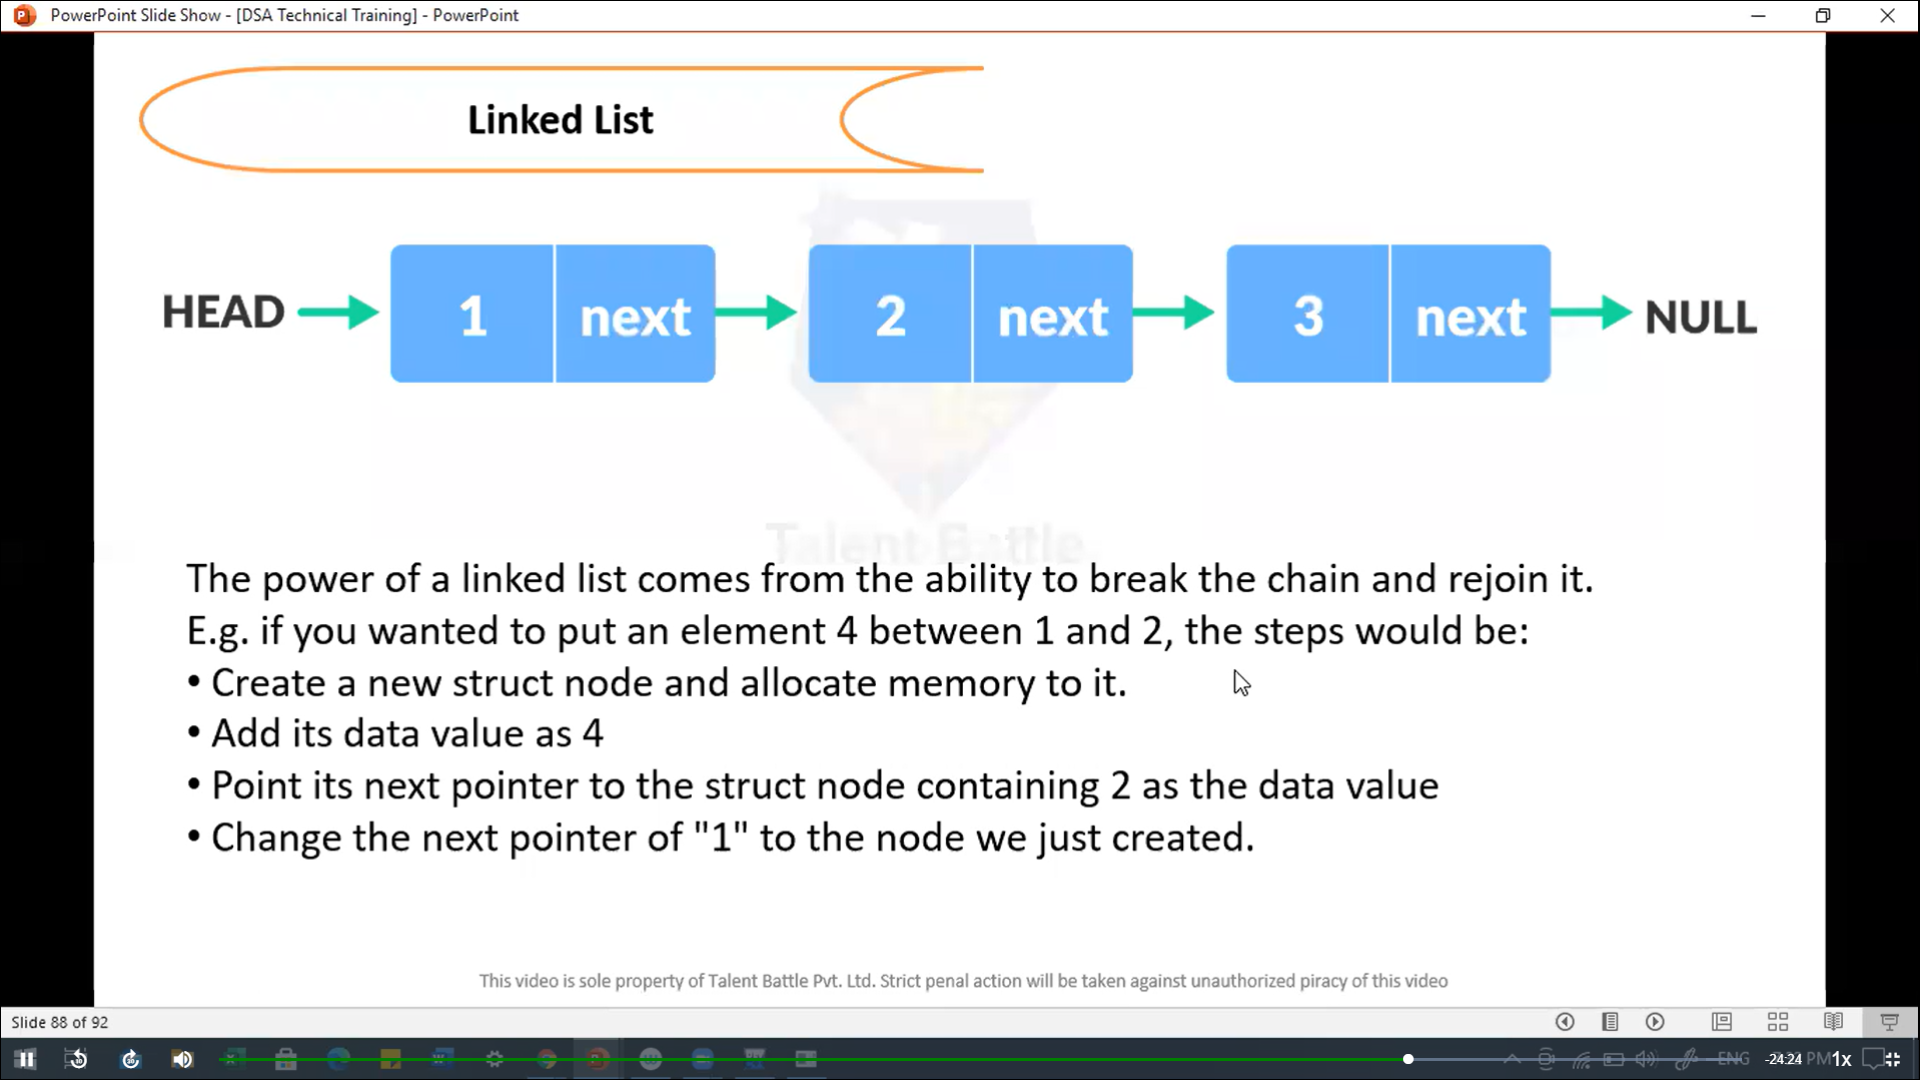 PowerPoint Slide Show - [DSA Technical Training] - PowerPoint
Linked List
HEAD 1 next 2 next 3 next NULL
Talent Battle
The power of a linked list comes from the ability to break the chain and rejoin it.
E.g. if you wanted to put an element 4 between 1 and 2, the steps would be:
• Create a new struct node and allocate memory to it.
• Add its data value as 4
• Point its next pointer to the struct node containing 2 as the data value
• Change the next pointer of "1" to the node we just created.
This video is sole property of Talent Battle Pvt. Ltd. Strict penal action will be taken against unauthorized piracy of this video
Slide 88 of 92
ENG -24:24 PM 1x